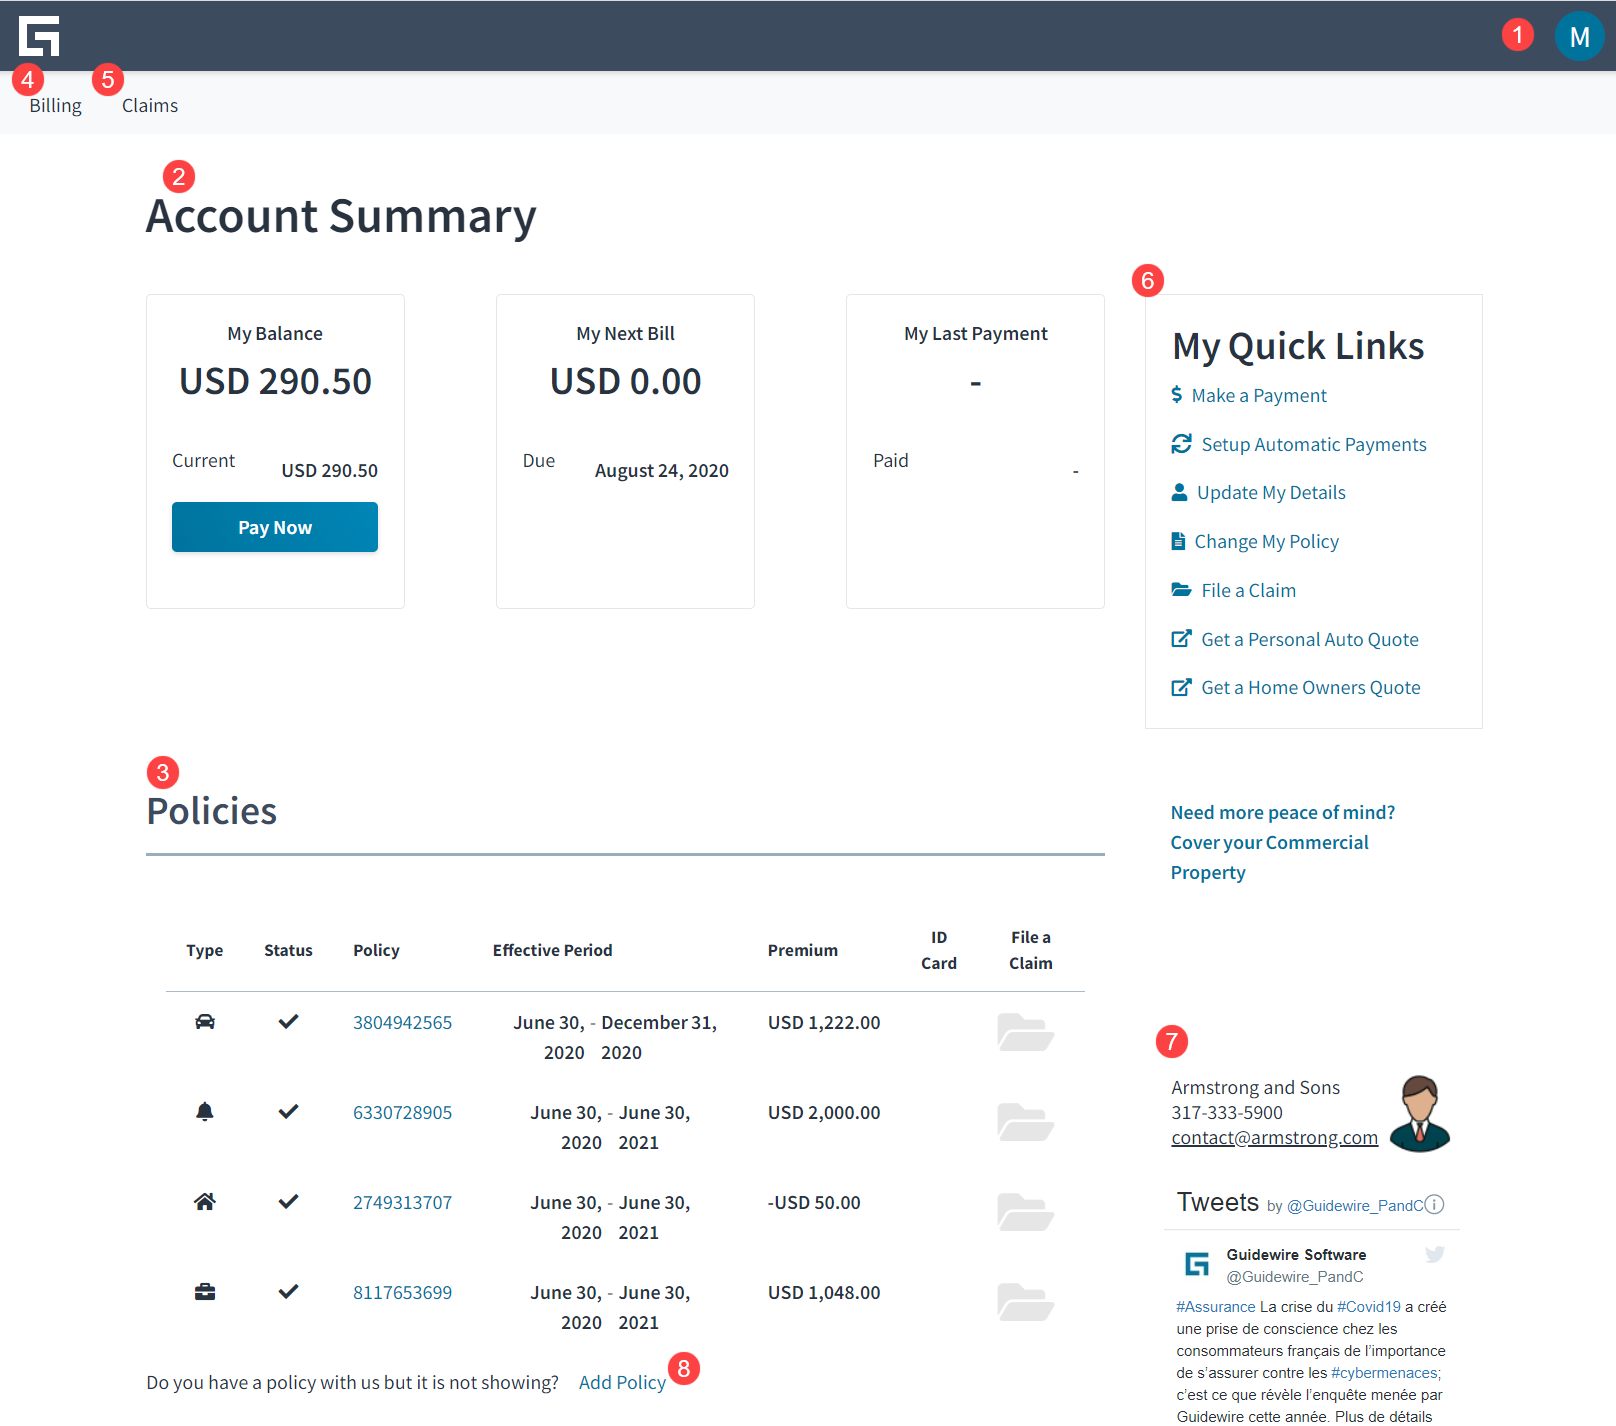 1
M
4
5
Billing
Claims
2
Account Summary
My Balance
USD 290.50
Current
USD 290.50
Pay Now
My Next Bill
USD 0.00
Due
August 24, 2020
My Last Payment
-
Paid
-
6
My Quick Links
Make a Payment
Setup Automatic Payments
Update My Details
Change My Policy
File a Claim
Get a Personal Auto Quote
Get a Home Owners Quote
3
Policies
Type Status Policy Effective Period Premium ID Card File a Claim
3804942565 June 30, 2020 - December 31, 2020 USD 1,222.00
6330728905 June 30, 2020 - June 30, 2021 USD 2,000.00
2749313707 June 30, 2020 - June 30, 2021 -USD 50.00
8117653699 June 30, 2020 - June 30, 2021 USD 1,048.00
Do you have a policy with us but it is not showing? Add Policy
8
Need more peace of mind?
Cover your Commercial
Property
7
Armstrong and Sons
317-333-5900
contact@armstrong.com
Tweets by @Guidewire_PandC
Guidewire Software
@Guidewire_PandC
#Assurance La crise du #Covid19 a créé
une prise de conscience chez les
consommateurs français de l'importance
de s'assurer contre les #cybermenaces;
c'est ce que révèle l'enquête menée par
Guidewire cette année. Plus de détails